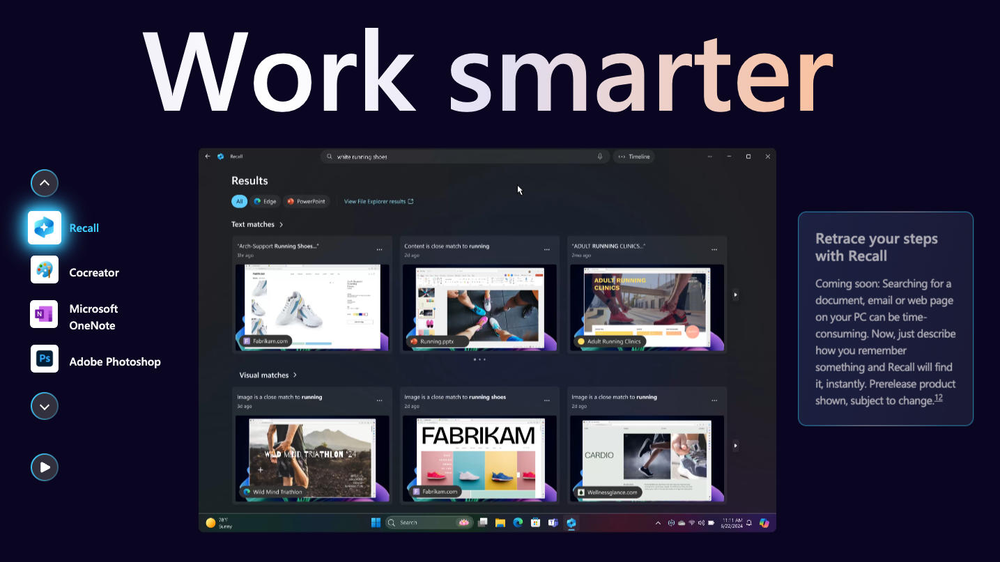 Work smarter
Recall
Cocreator
Microsoft
OneNote
Ps
Adobe Photoshop
Recall
white running shoes
Timeline
Results
All
Edge
PowerPoint
View File Explorer results
Text matches
"Arch-Support Running Shoes..."
1hr ago
FABRIKAM
Fabrikam.com
Content is close match to running
2d ago
Running.pptx
"ADULT RUNNING CLINICS..."
2mo ago
ADULT RUNNING
CLINICS
Adult Running Clinics
Visual matches
Image is a close match to running
3d ago
WILD MIND TRIATHLON '24
Wild Mind Triathlon
Image is a close match to running shoes
2d ago
FABRIKAM
Fabrikam.com
Image is a close match to running
2d ago
CARDIO
Wellnessglance.com
78°F
Sunny
Search
11:11 AM
6/22/2024
Retrace your steps
with Recall
Coming soon: Searching for a
document, email or web page
on your PC can be time-
consuming. Now, just describe
how you remember
something and Recall will find
it, instantly. Prerelease product
shown, subject to change.12